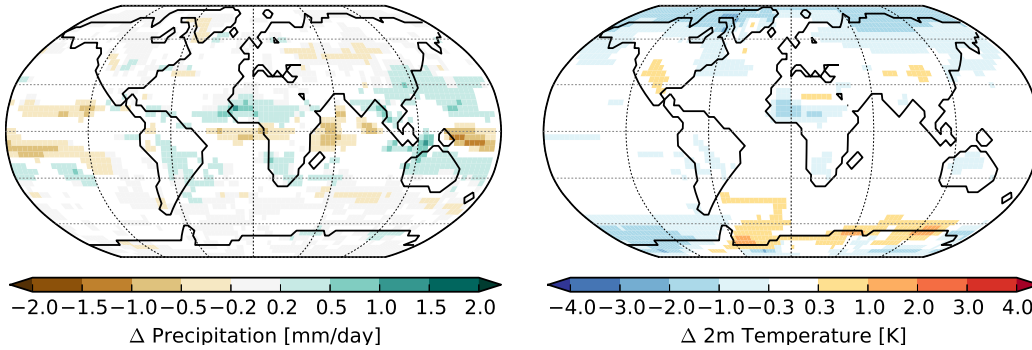 −2.0 −1.5 −1.0 −0.5 −0.2 0.2 0.5 1.0 1.5 2.0
Δ Precipitation [mm/day]
−4.0 −3.0 −2.0 −1.0 −0.3 0.3 1.0 2.0 3.0 4.0
Δ 2m Temperature [K]